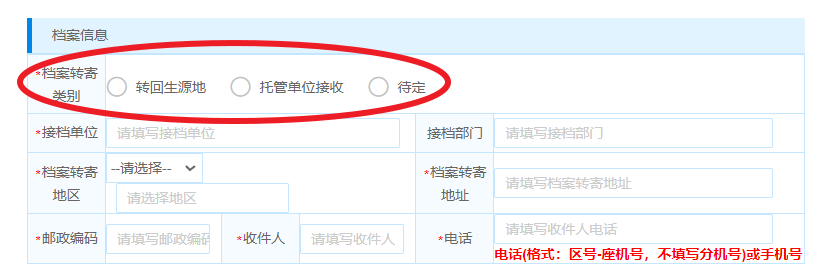 档案信息
*档案转寄类别 转回生源地 托管单位接收 待定
*接档单位 请填写接档单位 接档部门 请填写接档部门
*档案转寄地区 --请选择-- 请选择地区 *档案转寄地址 请填写档案转寄地址
*邮政编码 请填写邮政编码 *收件人 请填写收件人 *电话 请填写收件人电话
电话(格式：区号-座机号，不填写分机号)或手机号